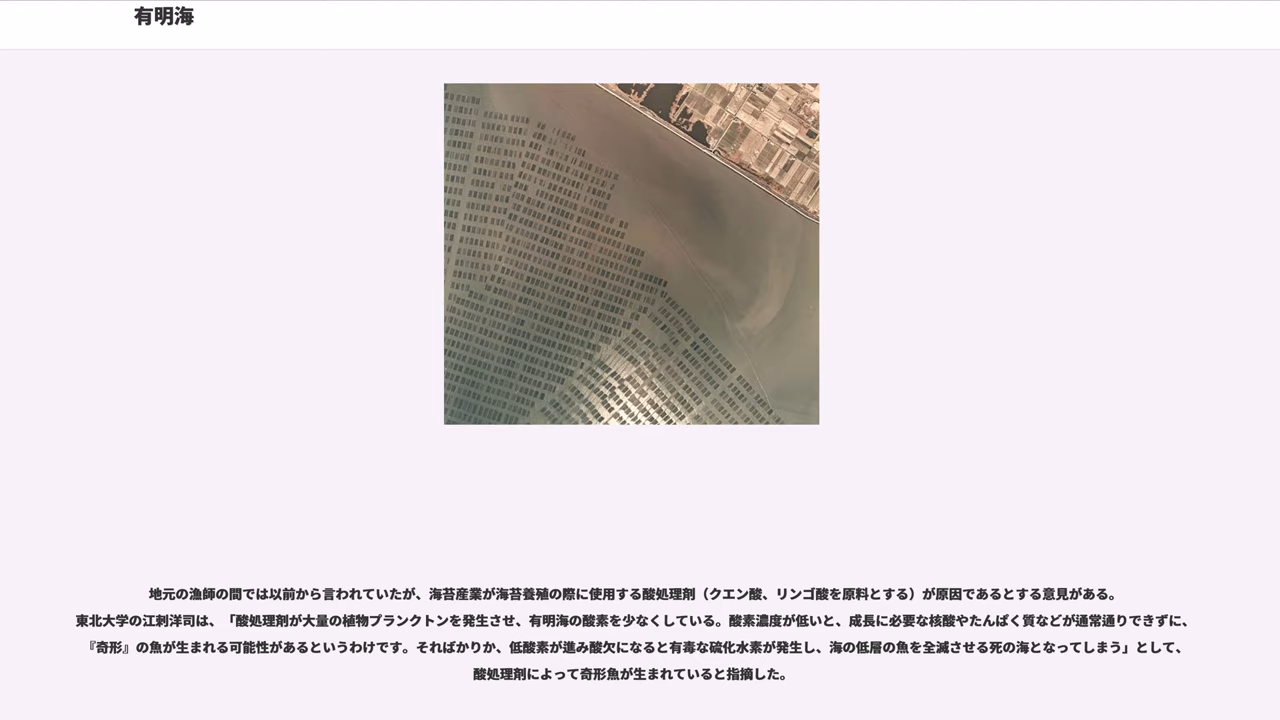 有明海
地元の漁師の間では以前から言われていたが、海苔産業が海苔養殖の際に使用する酸処理剤（クエン酸、リンゴ酸を原料とする）が原因であるとする意見がある。
東北大学の江刺洋司は、「酸処理剤が大量の植物プランクトンを発生させ、有明海の酸素を少なくしている。酸素濃度が低いと、成長に必要な核酸やたんぱく質などが通常通りできずに、
『奇形』の魚が生まれる可能性があるというわけです。そればかりか、低酸素が進み酸欠になると有毒な硫化水素が発生し、海の低層の魚を全滅させる死の海となってしまう」として、
酸処理剤によって奇形魚が生まれていると指摘した。